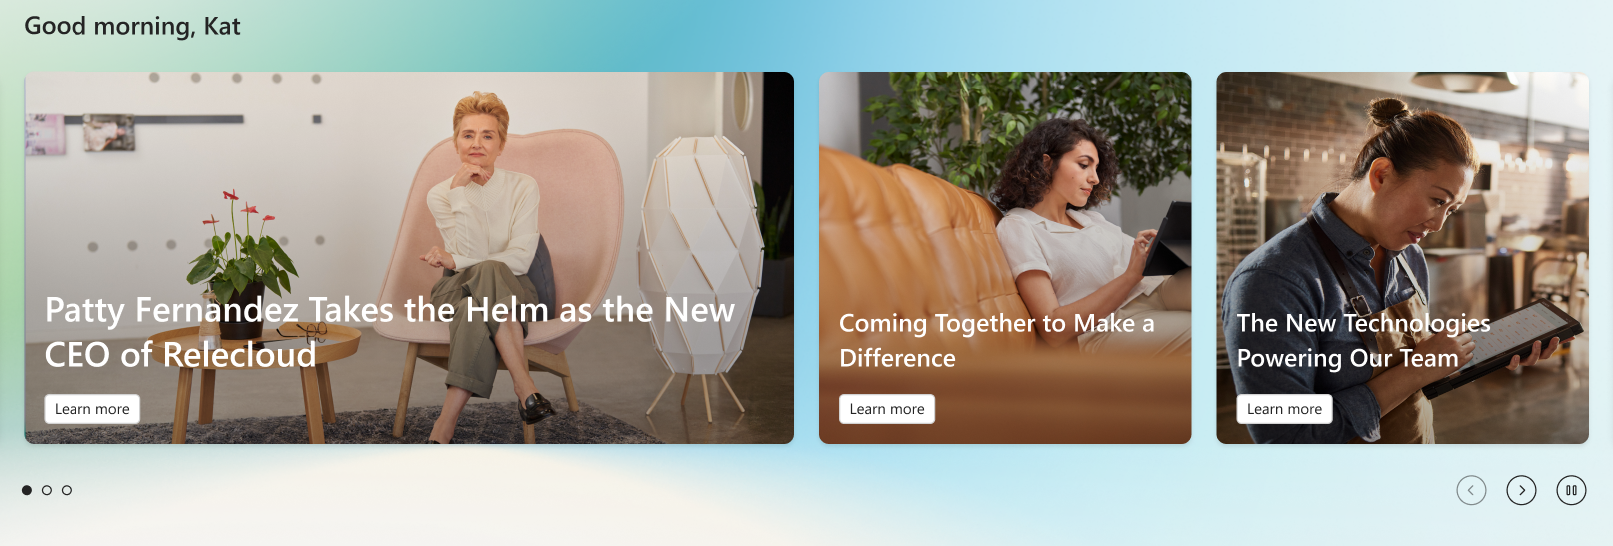 Good morning, Kat
Patty Fernandez Takes the Helm as the New
CEO of Relecloud
Learn more
Coming Together to Make a
Difference
Learn more
The New Technologies
Powering Our Team
Learn more